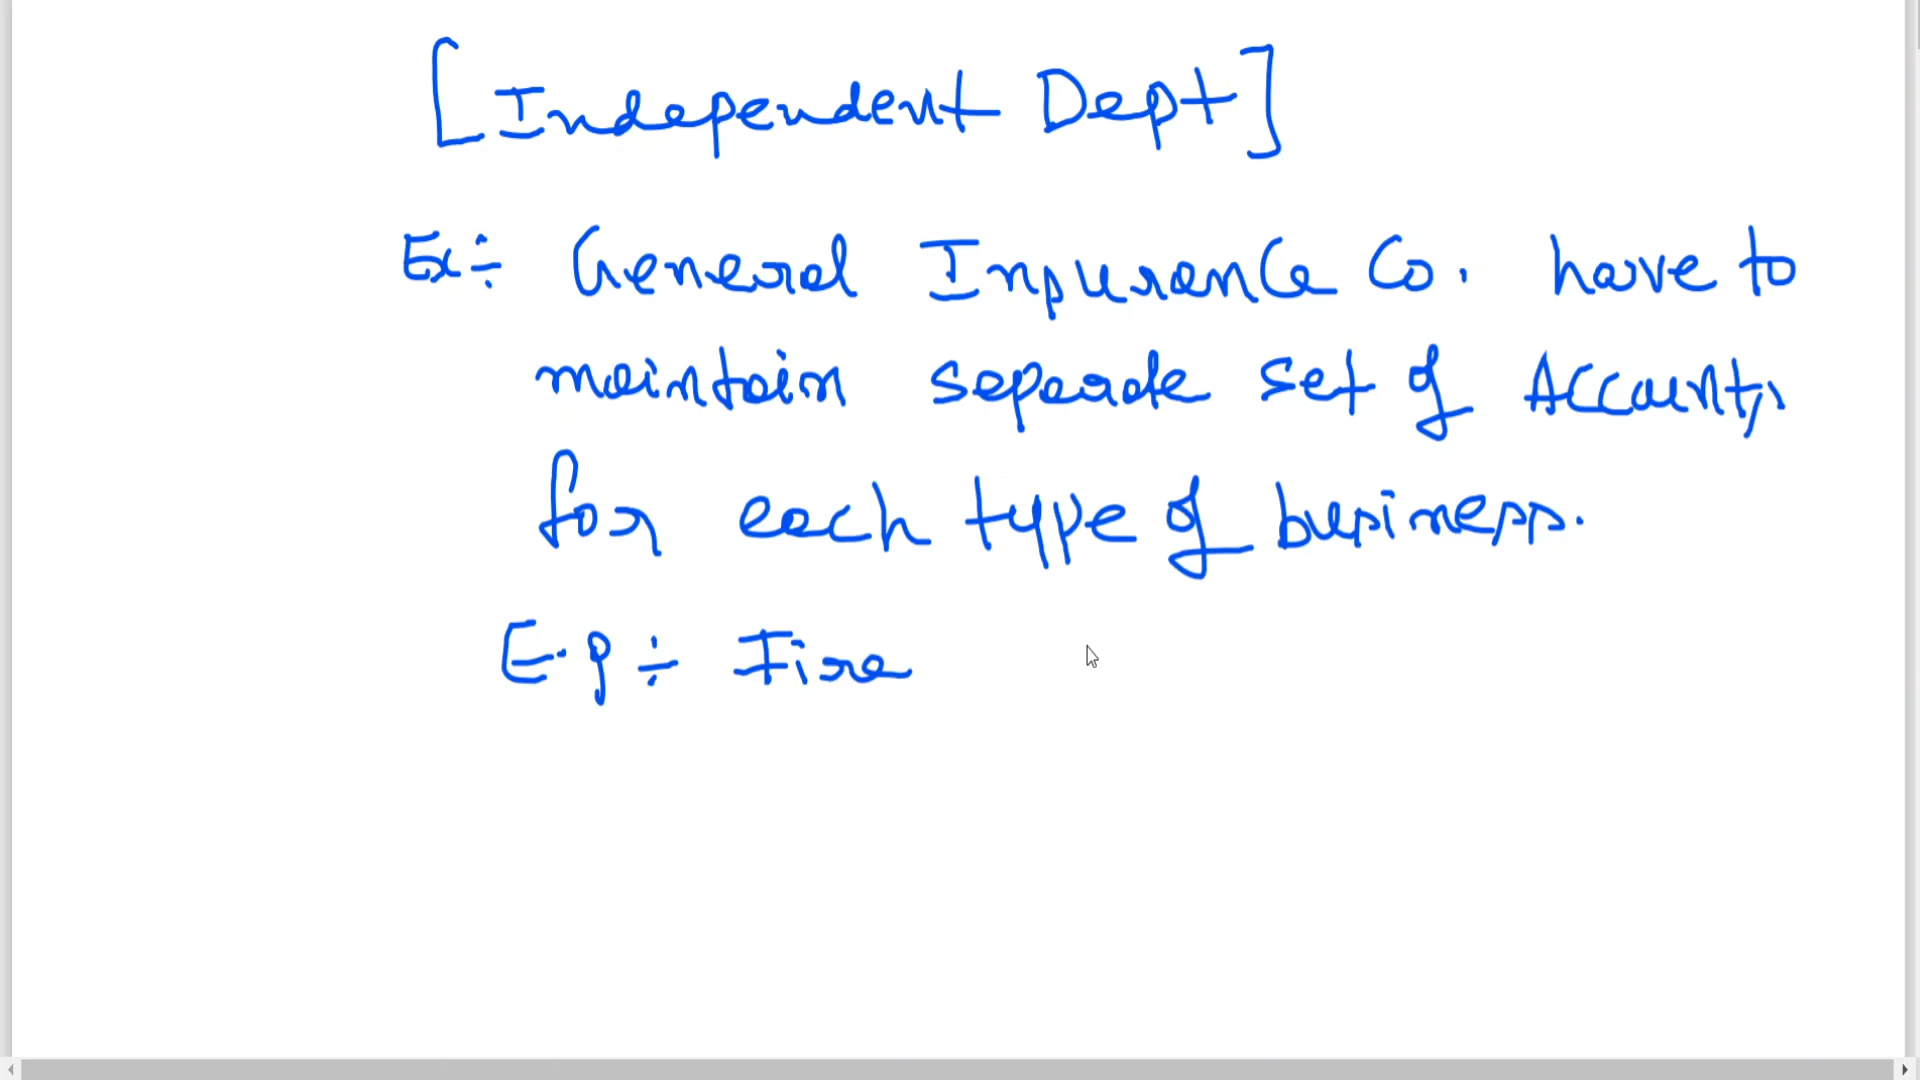 [Independent Dept]
Ex:- General Insurance Co. have to
maintain separate set of Accounts
for each type of business.
E.g :- Fire